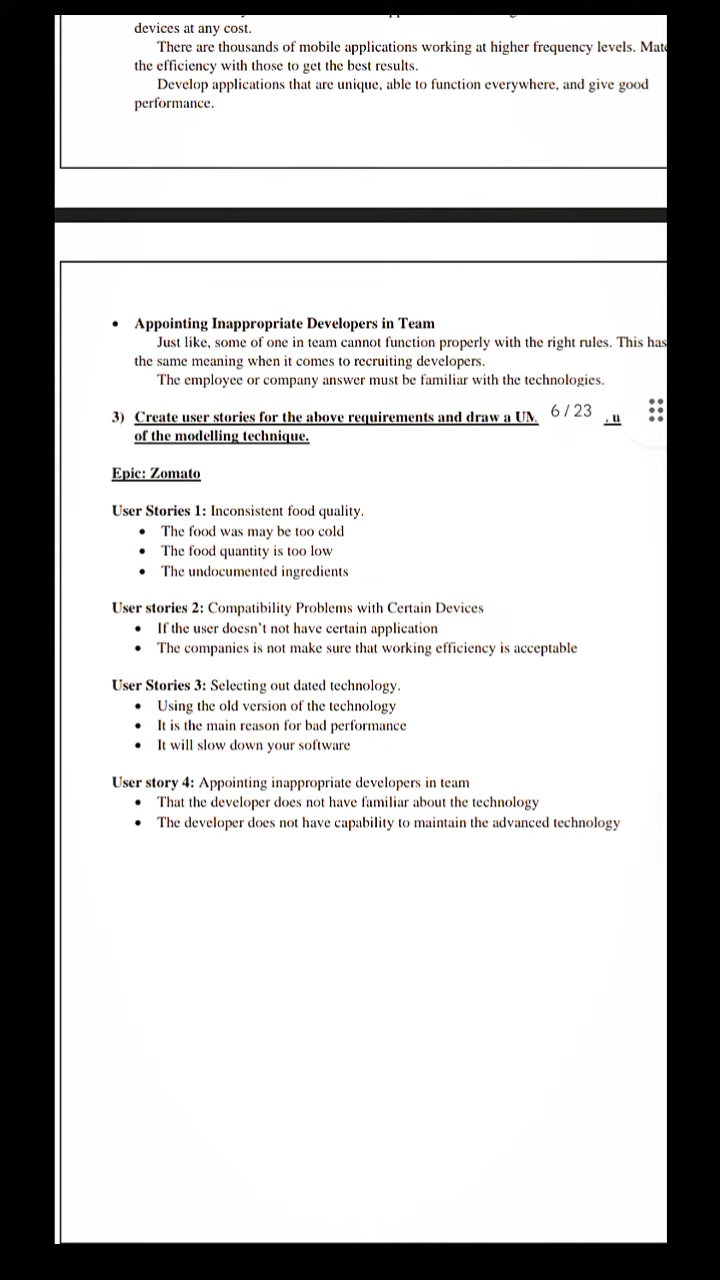 devices at any cost.
There are thousands of mobile applications working at higher frequency levels.
the efficiency with those to get the best results.
Develop applications that are unique, able to function everywhere, and give good
performance.
• Appointing Inappropriate Developers in Team
Just like, some of one in team cannot function properly with the right rules. This has
the same meaning when it comes to recruiting developers.
The employee or company answer must be familiar with the technologies.
3) Create user stories for the above requirements and draw a
6 / 23
of the modelling technique.
Epic: Zomato
User Stories 1: Inconsistent food quality.
• The food was may be too cold
• The food quantity is too low
• The undocumented ingredients
User stories 2: Compatibility Problems with Certain Devices
• If the user doesn't not have certain application
• The companies is not make sure that working efficiency is acceptable
User Stories 3: Selecting out dated technology.
• Using the old version of the technology
• It is the main reason for bad performance
• It will slow down your software
User story 4: Appointing inappropriate developers in team
• That the developer does not have familiar about the technology
• The developer does not have capability to maintain the advanced technology